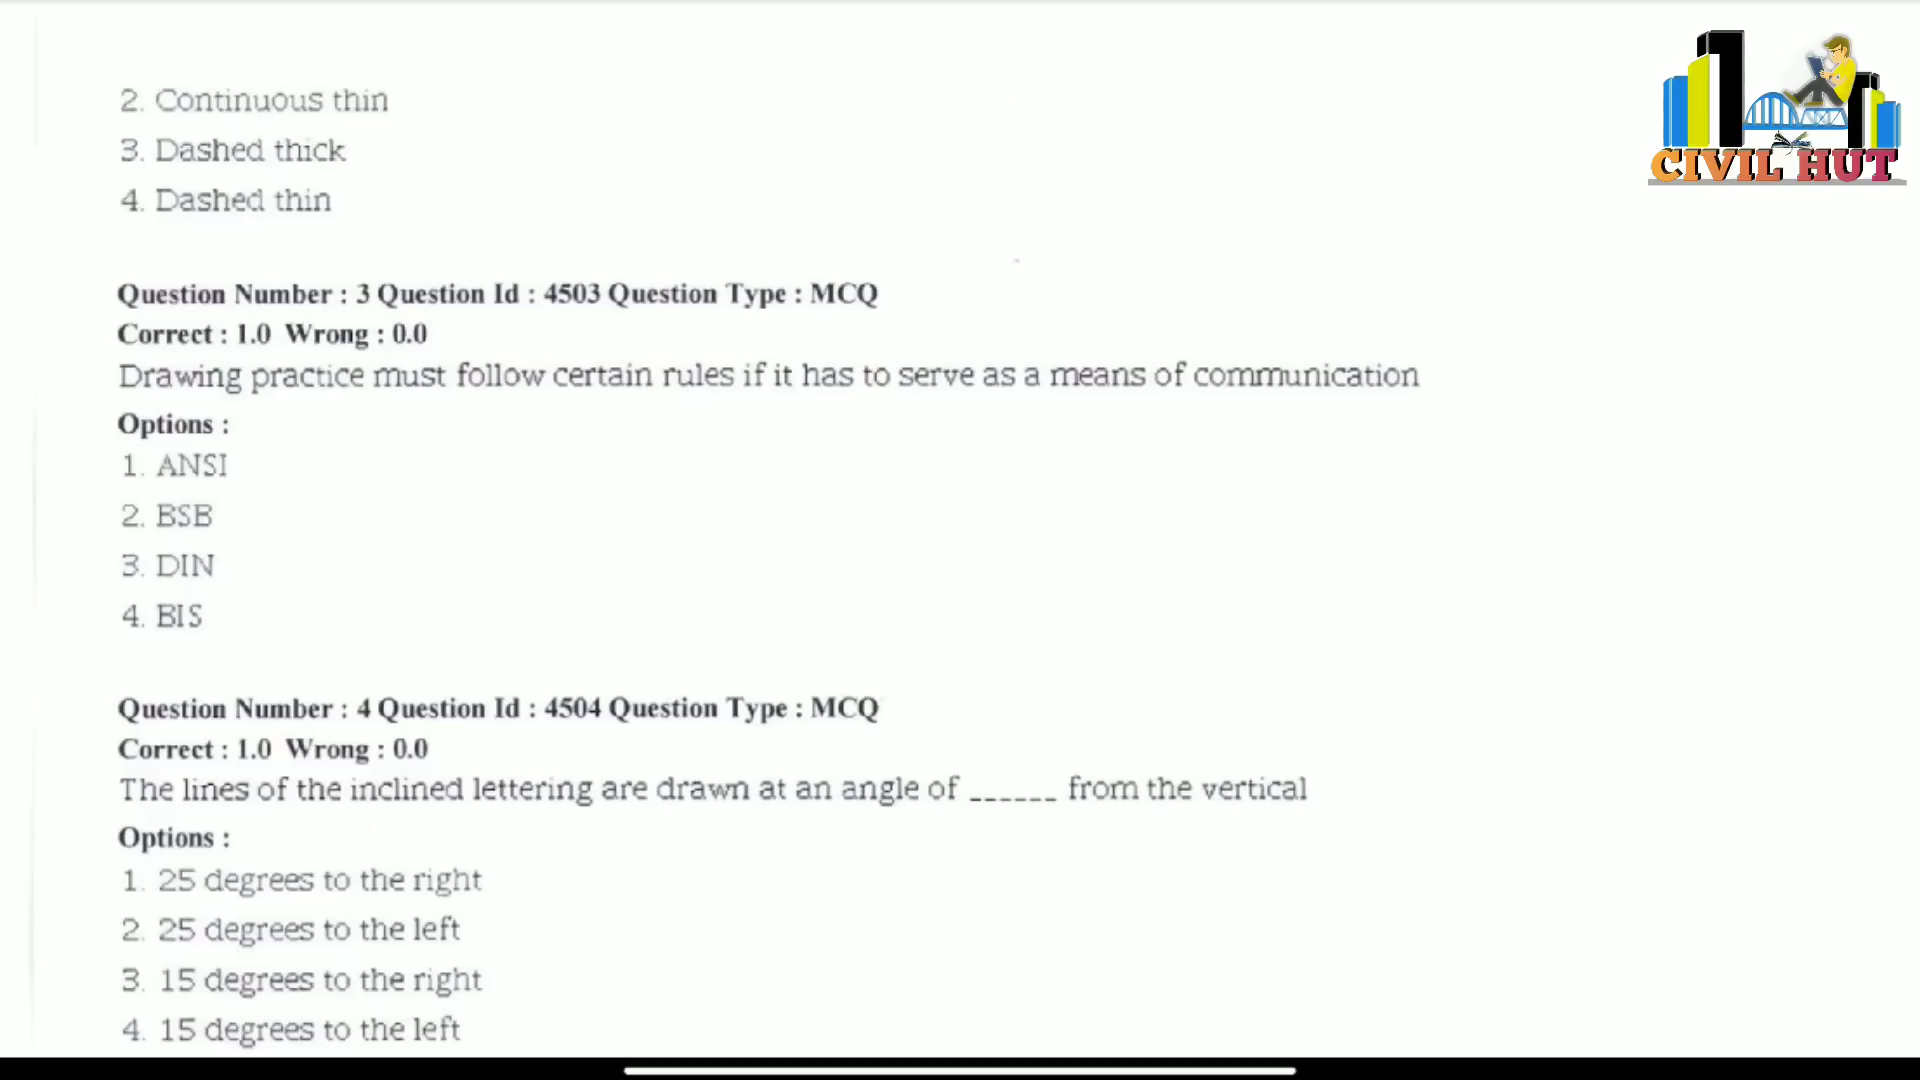 CIVIL HUT
2. Continuous thin
3. Dashed thick
4. Dashed thin
Question Number : 3 Question Id : 4503 Question Type : MCQ
Correct : 1.0 Wrong : 0.0
Drawing practice must follow certain rules if it has to serve as a means of communication
Options :
1. ANSI
2. BSB
3. DIN
4. BIS
Question Number : 4 Question Id : 4504 Question Type : MCQ
Correct : 1.0 Wrong : 0.0
The lines of the inclined lettering are drawn at an angle of ______ from the vertical
Options :
1. 25 degrees to the right
2. 25 degrees to the left
3. 15 degrees to the right
4. 15 degrees to the left